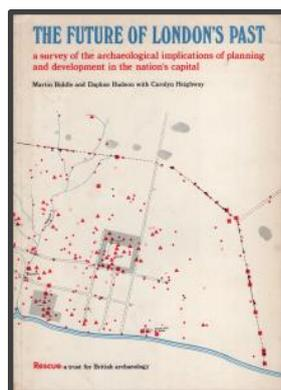 THE FUTURE OF LONDON'S PAST
a survey of the archaeological implications of planning
and development in the nation's capital
Martin Biddle and Daphne Hudson with Carolyn Heighway
Rescue a trust for British archaeology